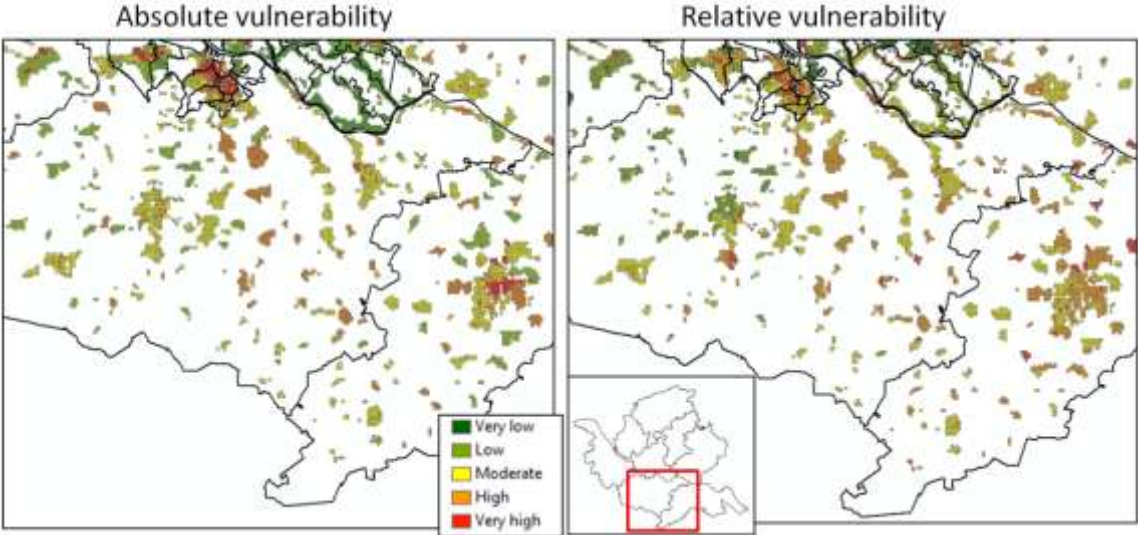 Absolute vulnerability
Relative vulnerability
Very low
Low
Moderate
High
Very high